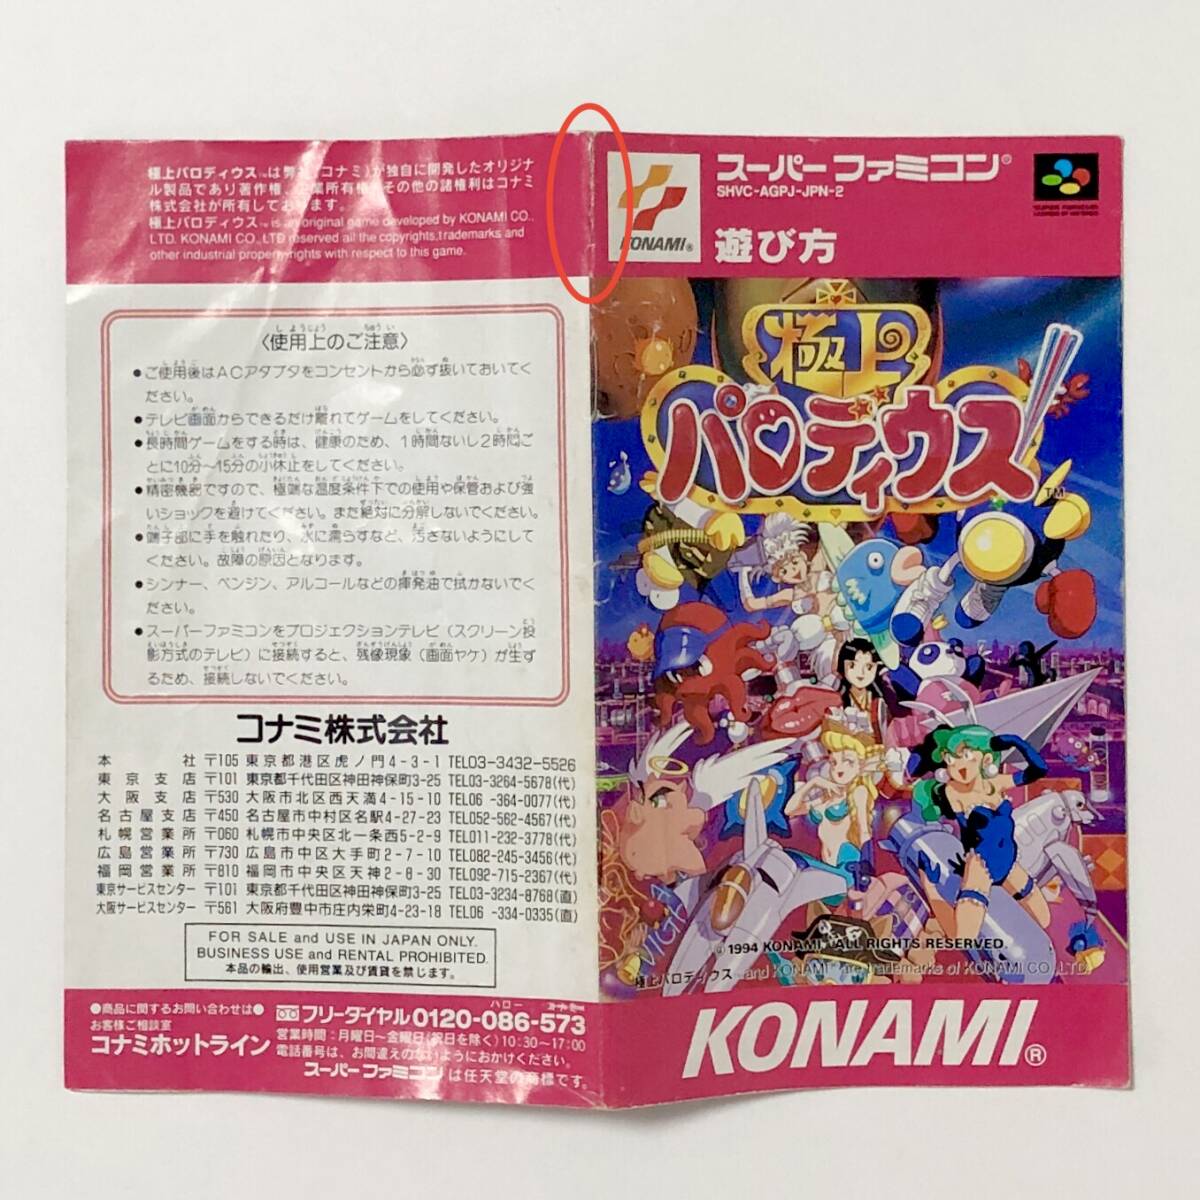 極上パロディウス™は弊社(コナミ)が独自に開発したオリジナ
ル製品であり著作権、工業所有権その他の諸権利はコナミ
株式会社が所有しております。
極上パロディウス™ is an original game developed by KONAMI CO.,
LTD. KONAMI CO., LTD reserved all the copyrights, trademarks and
other industrial property rights with respect to this game.
〈使用上のご注意〉
●ご使用後はACアダプタをコンセントから必ず抜いておいてく
ださい。
●テレビ画面からできるだけ離れてゲームをしてください。
●長時間ゲームをする時は、健康のため、1時間ないし2時間ご
とに10分〜15分の小休止をしてください。
●精密機器ですので、極端な温度条件下での使用や保管および強
いショックを避けてください。また絶対に分解しないでください。
●端子部に手を触れたり、水に濡らすなど、汚さないようにして
ください。故障の原因となります。
●シンナー、ベンジン、アルコールなどの揮発油で拭かないでく
ださい。
●スーパーファミコンをプロジェクションテレビ(スクリーン投
影方式のテレビ)に接続すると、残像現象(画面ヤケ)が生ず
るため、接続しないでください。
コナミ株式会社
本社 〒105 東京都港区虎ノ門4-3-1 TEL03-3432-5526
東京支店 〒101 東京都千代田区神田神保町3-25 TEL03-3264-5678(代)
大阪支店 〒530 大阪市北区西天満4-15-10 TEL06-364-0077(代)
名古屋支店 〒450 名古屋市中村区名駅4-27-23 TEL052-562-4567(代)
札幌営業所 〒060 札幌市中央区北一条西5-2-9 TEL011-232-3778(代)
広島営業所 〒730 広島市中区大手町2-7-10 TEL082-245-3456(代)
福岡営業所 〒810 福岡市中央区天神2-8-30 TEL092-715-2367(代)
東京サービスセンター 〒101 東京都千代田区神田神保町3-25 TEL03-3234-8768(直)
大阪サービスセンター 〒561 大阪府豊中市庄内栄町4-23-18 TEL06-334-0335(直)
FOR SALE and USE IN JAPAN ONLY.
BUSINESS USE and RENTAL PROHIBITED.
本品の輸出、使用営業及び賃貸を禁じます。
●商品に関するお問い合わせは●
お客様ご相談室
コナミホットライン
フリーダイヤル0120-086-573
営業時間:月曜日〜金曜日(祝日を除く)10:30〜17:00
電話番号は、お間違えのないようにおかけください。
スーパーファミコンは任天堂の商標です。
KONAMI®
スーパーファミコン®
SHVC-AGPJ-JPN-2
遊び方
SUPER FAMICOM
極上
パロディウス
™
VIGV
© 1994 KONAMI ALL RIGHTS RESERVED.
極上パロディウス™ and KONAMI™ are trademarks of KONAMI CO., LTD.
KONAMI®